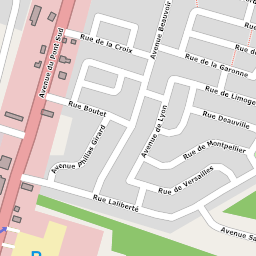 Avenue du Pont Sud
Rue de la Croix
Avenue Beauvoir
Rue de la Garonne
Rue de Limoge
Rue Boutet
Rue Deauville
Avenue de Lyon
Avenue Philias Girard
Rue de Montpellier
Rue de Versailles
Rue Laliberté
Avenue Sa